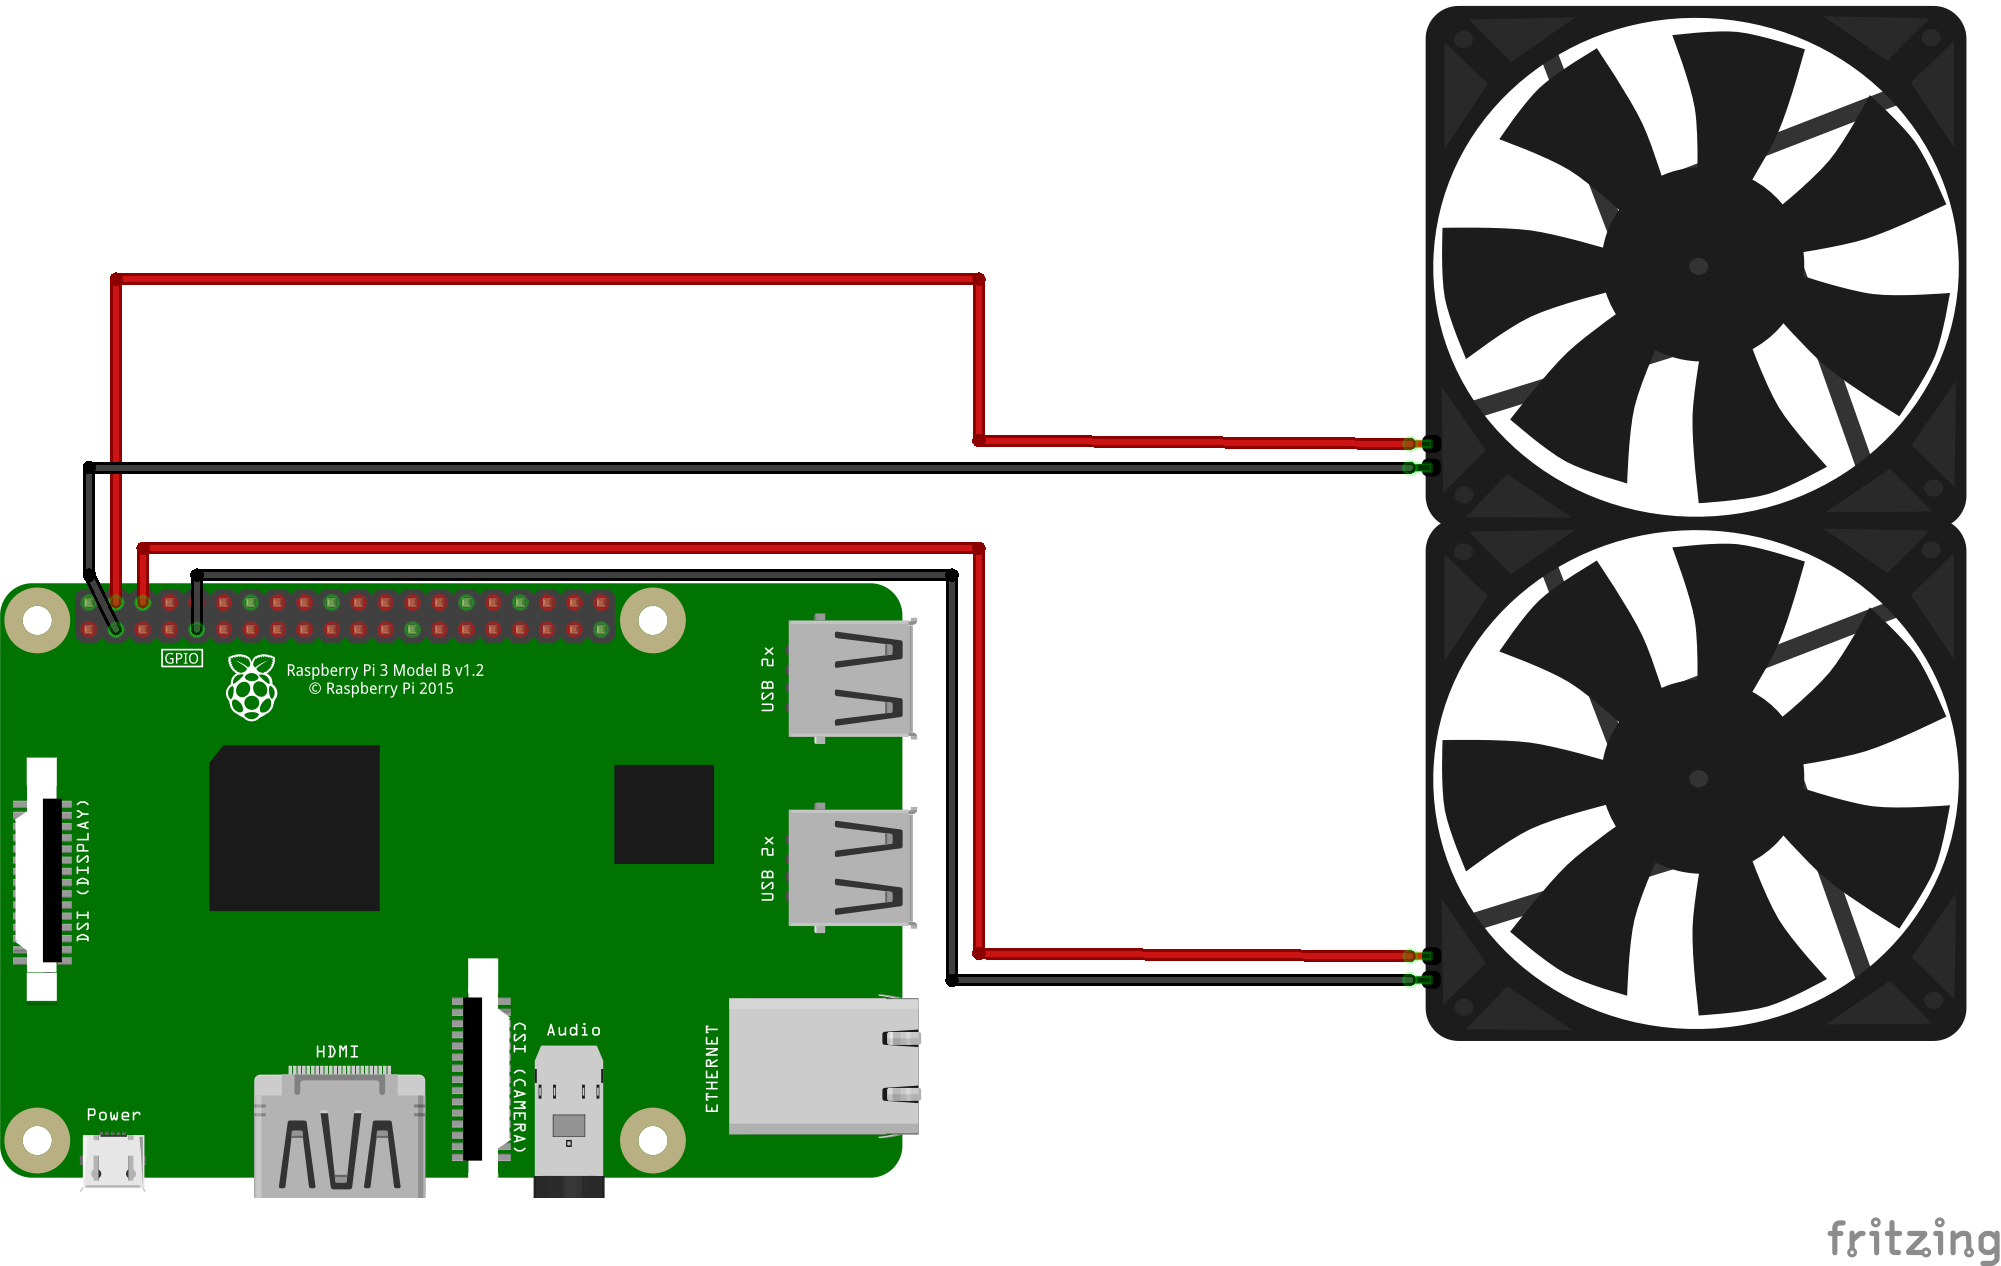 GPIO
Raspberry Pi 3 Model B v1.2
© Raspberry Pi 2015
USB 2x
DSI (DISPLAY)
USB 2x
CSI (CAMERA)
Audio
ETHERNET
HDMI
Power
fritzing